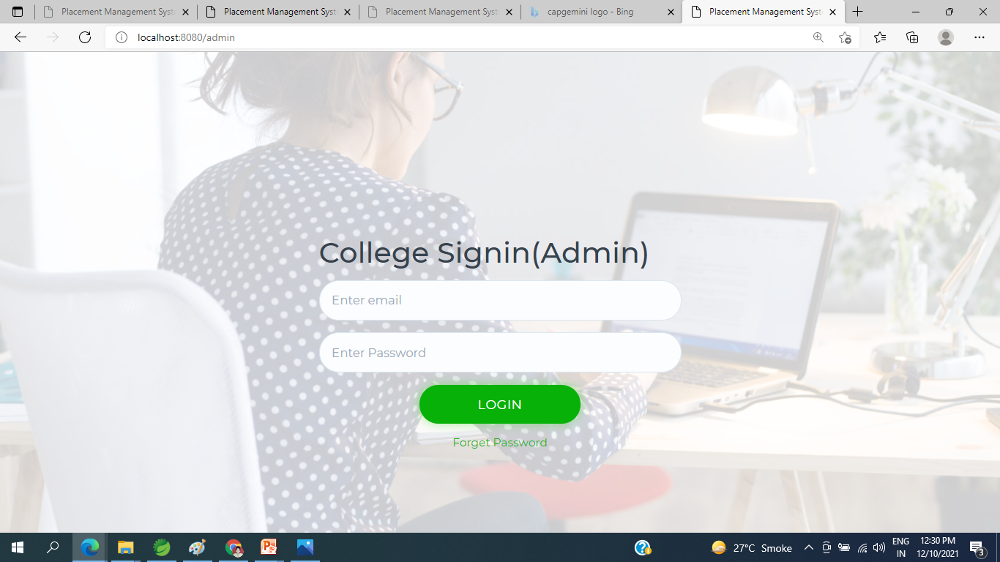 Placement Management Syst
Placement Management Syst
Placement Management Syst
capgemini logo - Bing
Placement Management Syst
localhost:8080/admin
College Signin(Admin)
Enter email
Enter Password
LOGIN
Forget Password
27°C Smoke
ENG
IN
12:30 PM
12/10/2021
3